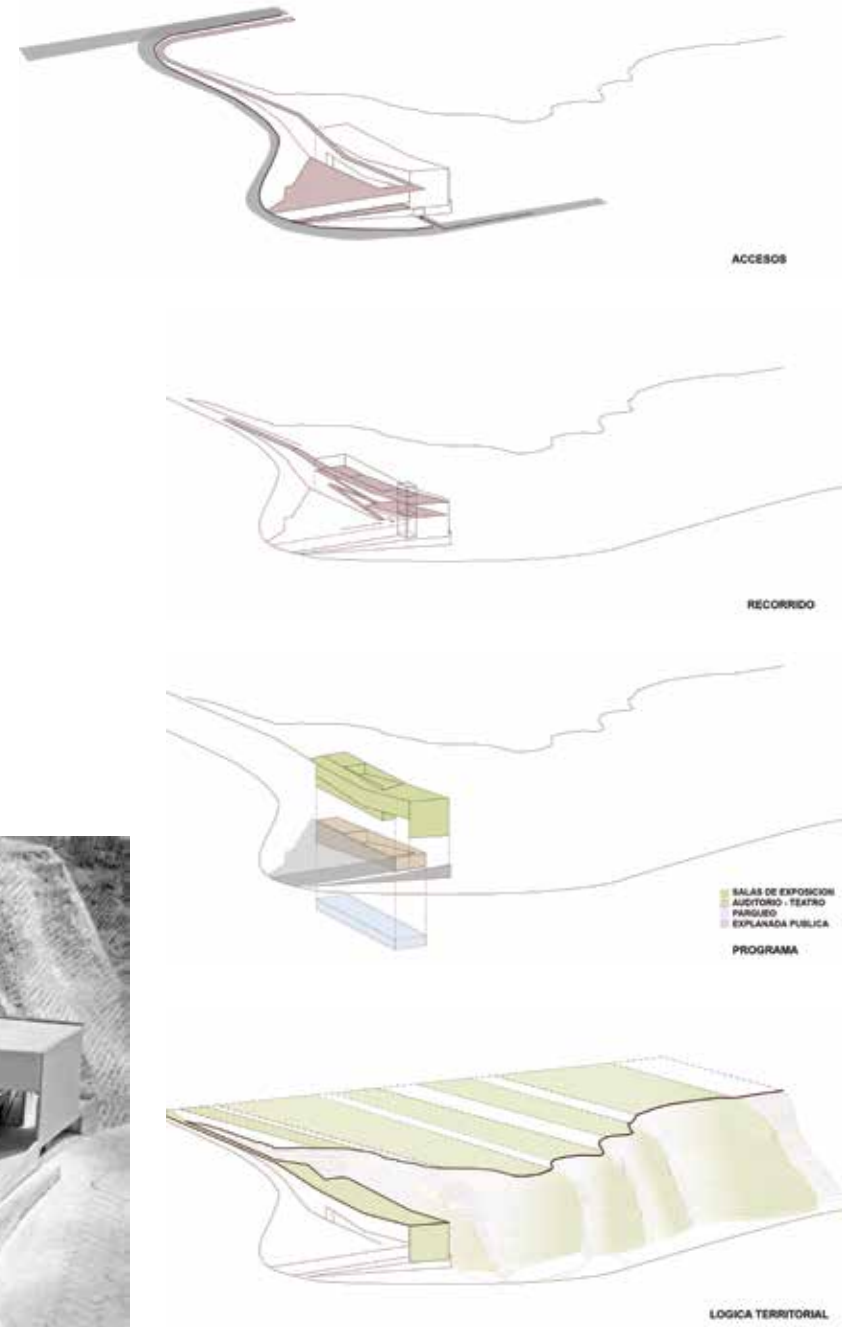 ACCESOS
RECORRIDO
SALAS DE EXPOSICION
AUDITORIO - TEATRO
PARQUEO
EXPLANADA PUBLICA
PROGRAMA
LOGICA TERRITORIAL